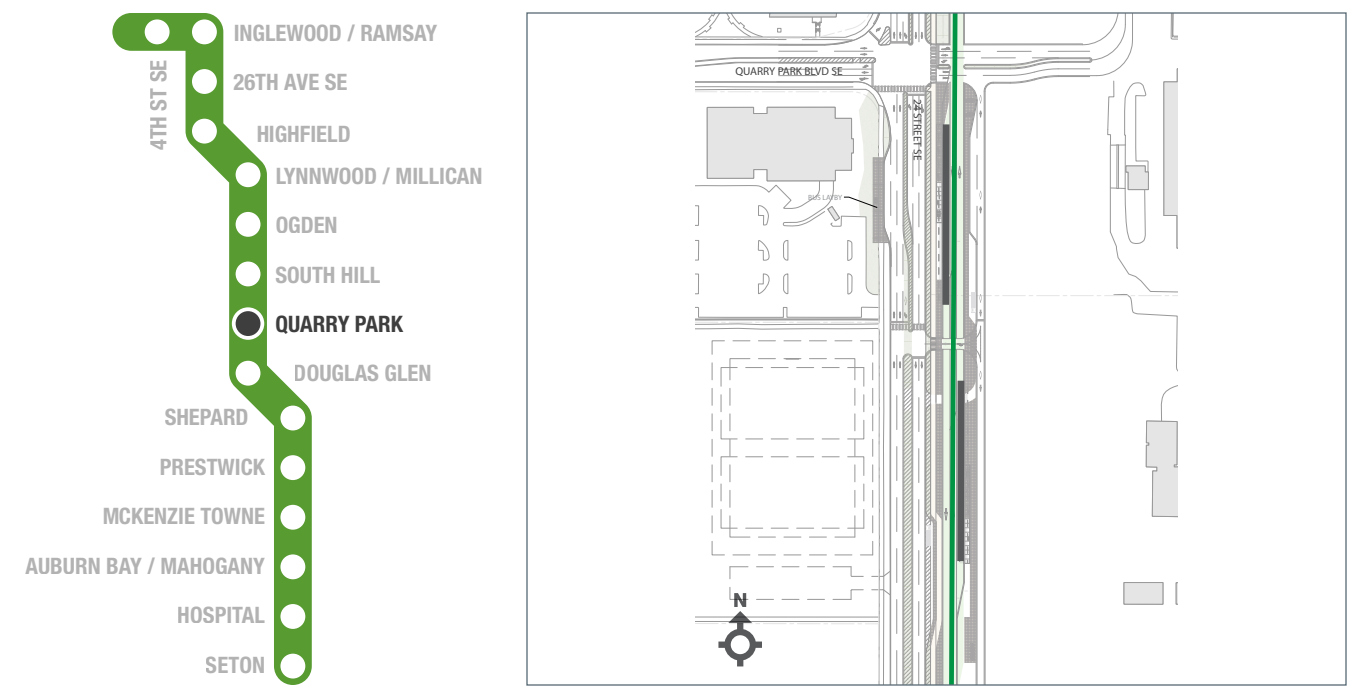 INGLEWOOD / RAMSAY
4TH ST SE
26TH AVE SE
HIGHFIELD
LYNNWOOD / MILLICAN
OGDEN
SOUTH HILL
QUARRY PARK
DOUGLAS GLEN
SHEPARD
PRESTWICK
MCKENZIE TOWNE
AUBURN BAY / MAHOGANY
HOSPITAL
SETON
QUARRY PARK BLVD SE
24 STREET SE
BUS LAYBY
N